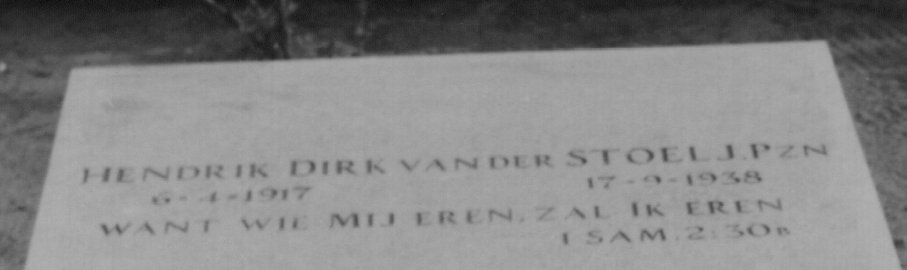 HENDRIK DIRK VAN DER STOEL J.PZN
6-4-1917 17-9-1938
WANT WIE MIJ EREN, ZAL IK EREN
1 SAM. 2:30B